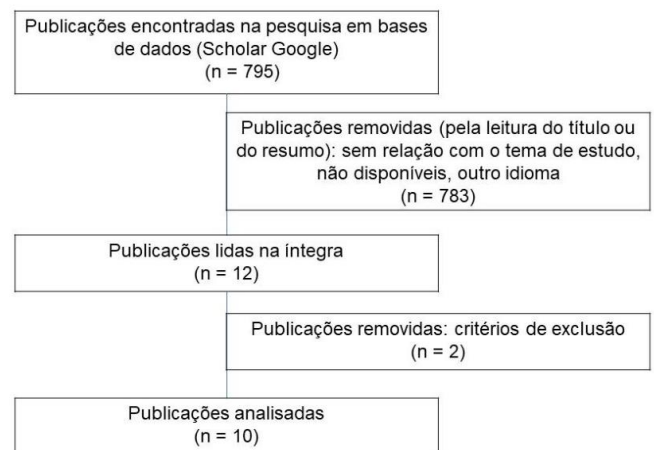 Publicações encontradas na pesquisa em bases
de dados (Scholar Google)
(n = 795)
Publicações removidas (pela leitura do título ou
do resumo): sem relação com o tema de estudo,
não disponíveis, outro idioma
(n = 783)
Publicações lidas na íntegra
(n = 12)
Publicações removidas: critérios de exclusão
(n = 2)
Publicações analisadas
(n = 10)